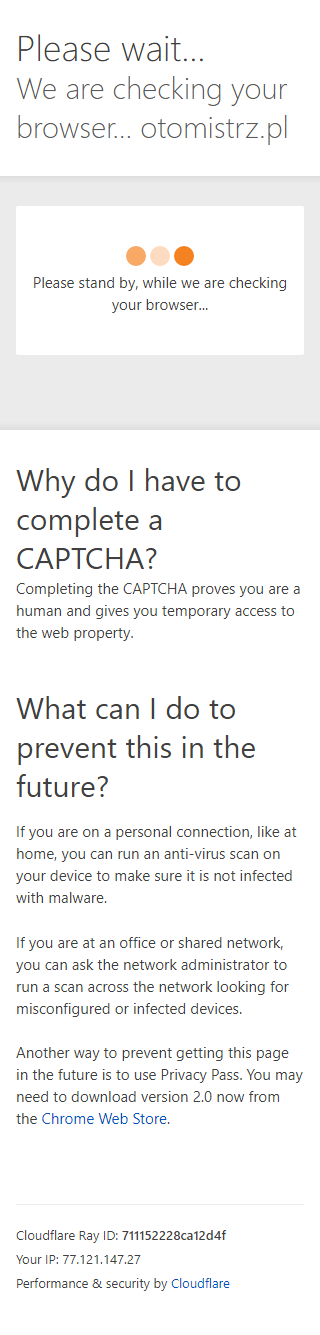 Please wait...
We are checking your
browser... otomistrz.pl
Please stand by, while we are checking
your browser...
Why do I have to
complete a
CAPTCHA?
Completing the CAPTCHA proves you are a
human and gives you temporary access to
the web property.
What can I do to
prevent this in the
future?
If you are on a personal connection, like at
home, you can run an anti-virus scan on
your device to make sure it is not infected
with malware.
If you are at an office or shared network,
you can ask the network administrator to
run a scan across the network looking for
misconfigured or infected devices.
Another way to prevent getting this page
in the future is to use Privacy Pass. You may
need to download version 2.0 now from
the Chrome Web Store.
Cloudflare Ray ID: 711152228ca12d4f
Your IP: 77.121.147.27
Performance & security by Cloudflare